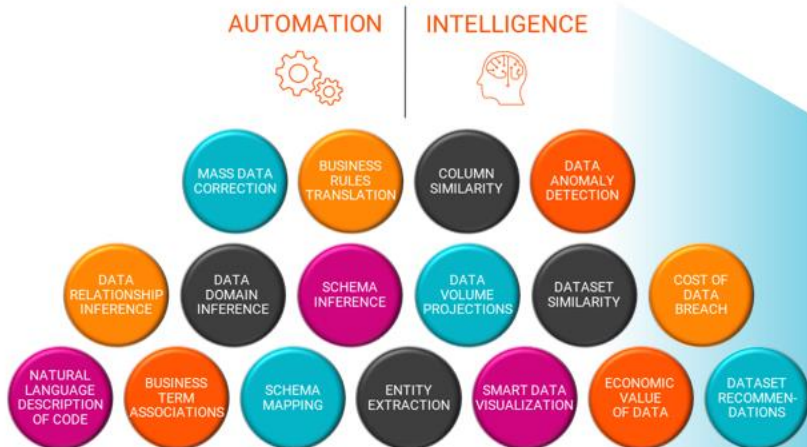 AUTOMATION
INTELLIGENCE
MASS DATA
CORRECTION
BUSINESS
RULES
TRANSLATION
COLUMN
SIMILARITY
DATA
ANOMALY
DETECTION
DATA
RELATIONSHIP
INFERENCE
DATA
DOMAIN
INFERENCE
SCHEMA
INFERENCE
DATA
VOLUME
PROJECTIONS
DATASET
SIMILARITY
COST OF
DATA
BREACH
NATURAL
LANGUAGE
DESCRIPTION
OF CODE
BUSINESS
TERM
ASSOCIATIONS
SCHEMA
MAPPING
ENTITY
EXTRACTION
SMART DATA
VISUALIZATION
ECONOMIC
VALUE
OF DATA
DATASET
RECOMMEN-
DATIONS